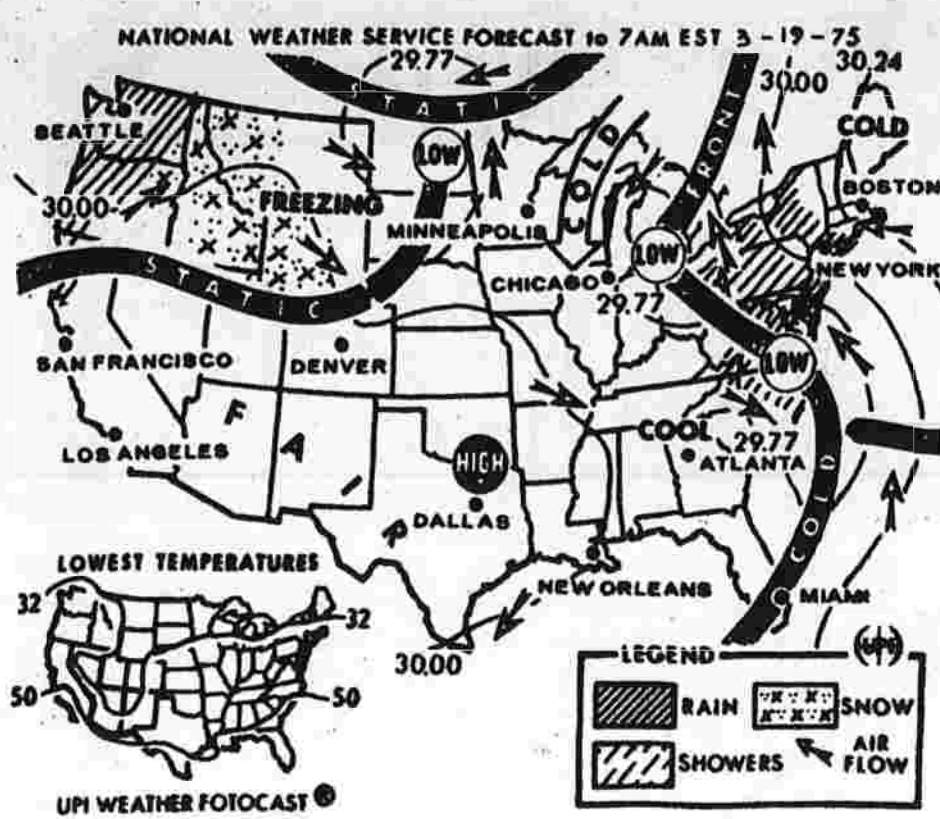 NATIONAL WEATHER SERVICE FORECAST to 7AM EST 3-19-75
29.77
30.00
30.24
STATIC
SEATTLE
LOW
COLD
FRONT
COLD
BOSTON
30.00
FREEZING
MINNEAPOLIS
LOW
NEW YORK
STATIC
CHICAGO
29.77
SAN FRANCISCO
DENVER
LOW
FAIR
COOL
29.77
LOS ANGELES
HIGH
ATLANTA
DALLAS
COLD
LOWEST TEMPERATURES
NEW ORLEANS
MIAMI
32
32
30.00
50
50
LEGEND
UPI
RAIN
SNOW
SHOWERS
AIR
FLOW
UPI WEATHER FOTOCAST ®